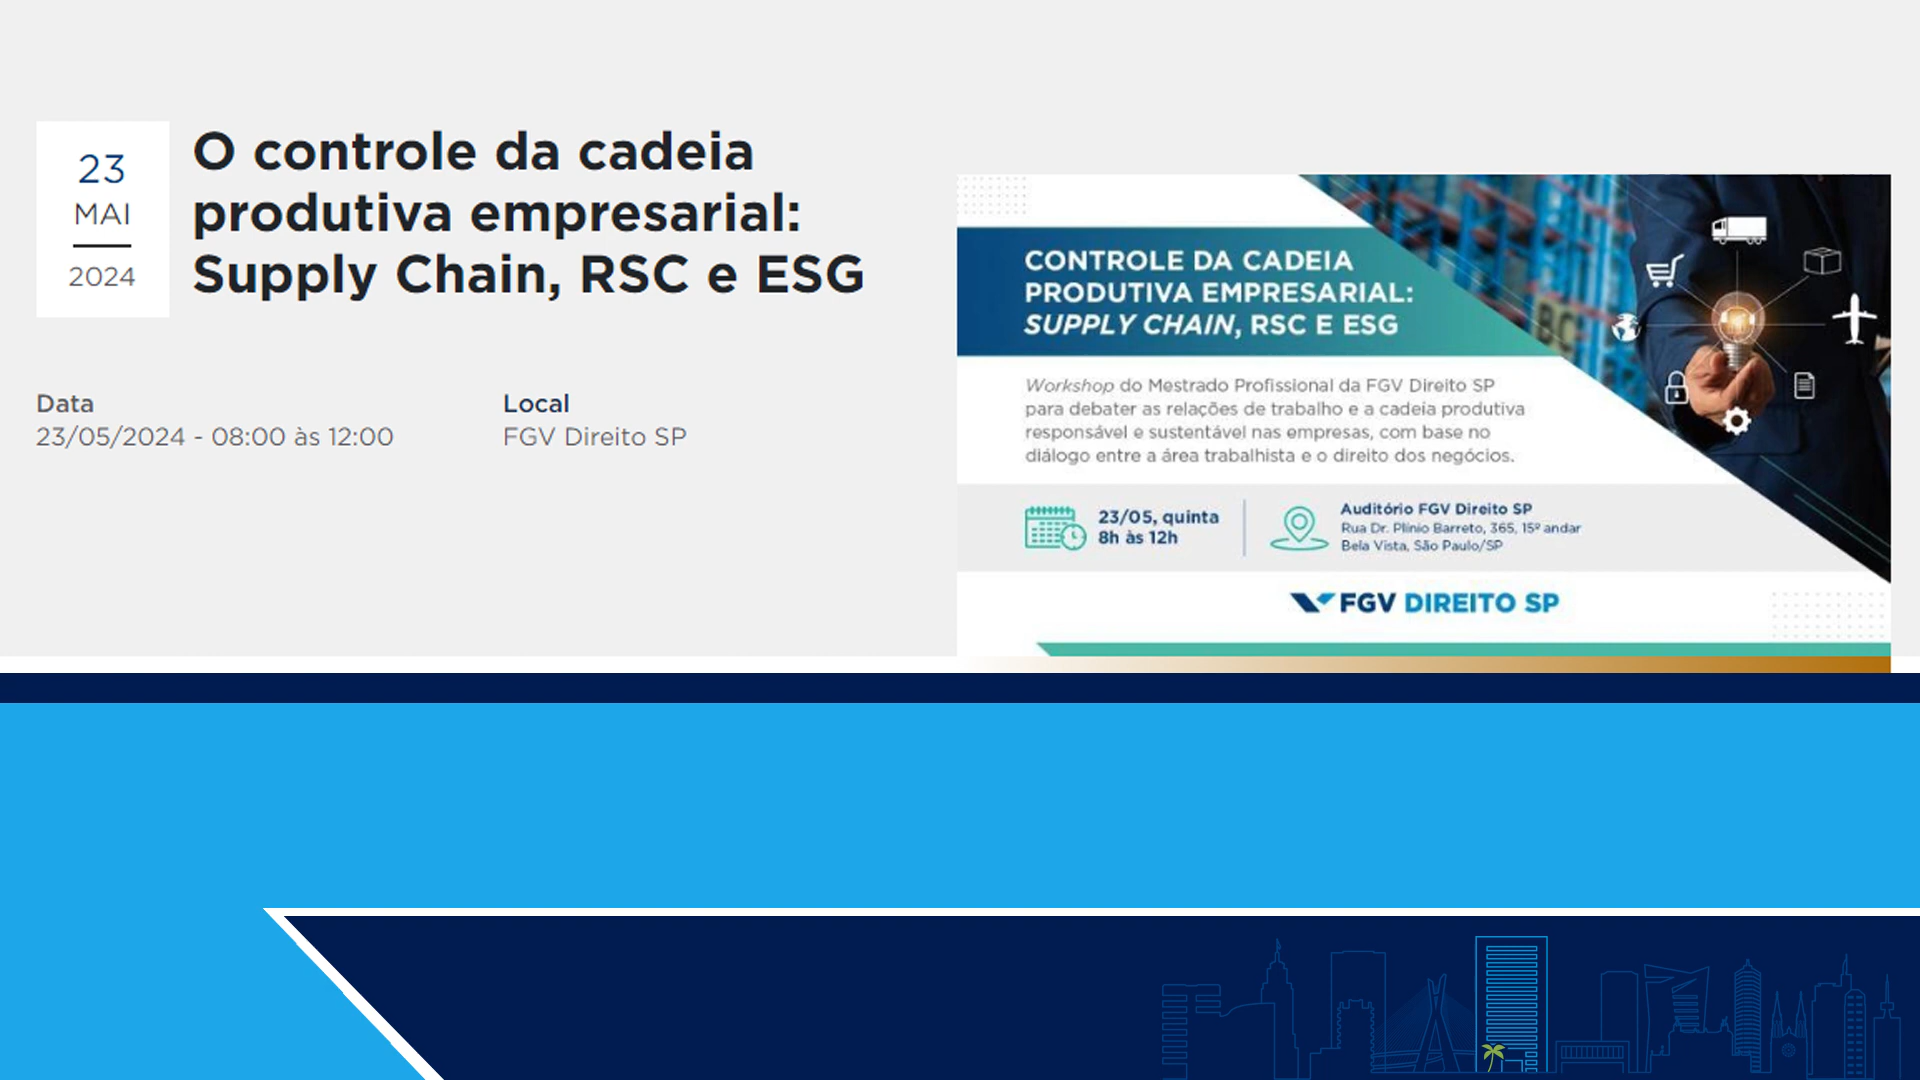 23
MAI
2024
O controle da cadeia
produtiva empresarial:
Supply Chain, RSC e ESG
Data
23/05/2024 - 08:00 às 12:00
Local
FGV Direito SP
CONTROLE DA CADEIA
PRODUTIVA EMPRESARIAL:
SUPPLY CHAIN, RSC E ESG
Workshop do Mestrado Profissional da FGV Direito SP
para debater as relações de trabalho e a cadeia produtiva
responsável e sustentável nas empresas, com base no
diálogo entre a área trabalhista e o direito dos negócios.
23/05, quinta
8h às 12h
Auditório FGV Direito SP
Rua Dr. Plínio Barreto, 365, 15º andar
Bela Vista, São Paulo/SP
FGV DIREITO SP